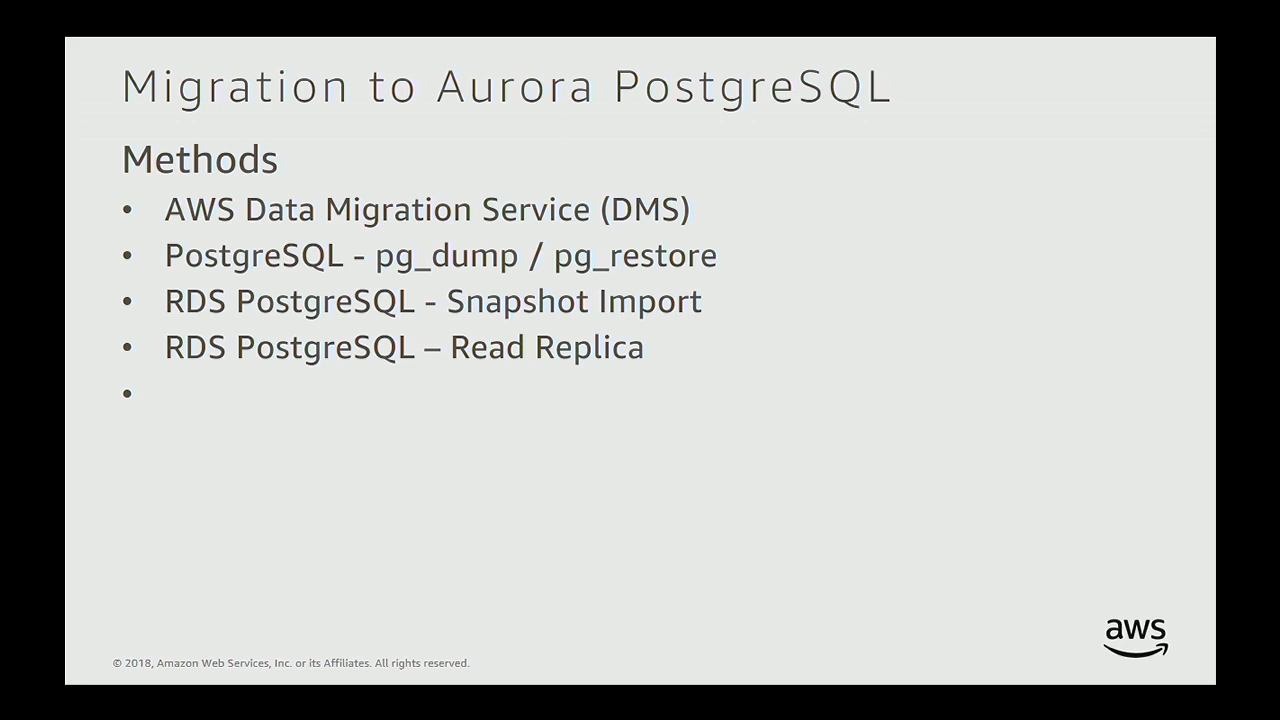 Migration to Aurora PostgreSQL
Methods
• AWS Data Migration Service (DMS)
• PostgreSQL - pg_dump / pg_restore
• RDS PostgreSQL - Snapshot Import
• RDS PostgreSQL – Read Replica
•
aws
© 2018, Amazon Web Services, Inc. or its Affiliates. All rights reserved.